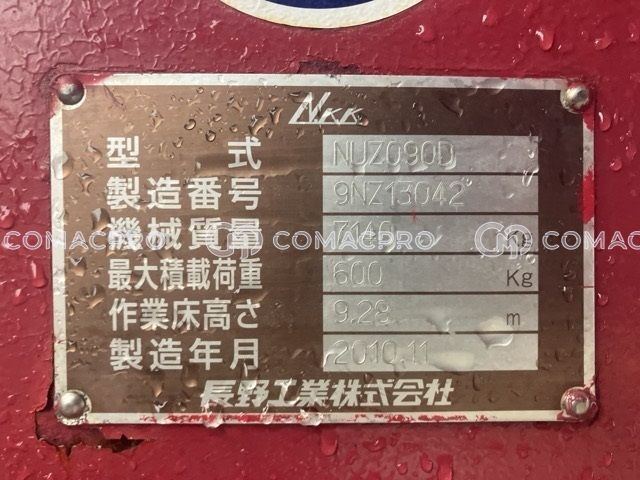 NKK
型式 NUZ090D
製造番号 9NZ13042
機械質量 7140 Kg
COMACPRO COMACPRO COMACPRO
最大積載荷重 600 Kg
作業床高さ 9.28 m
製造年月 2010.11
長野工業株式会社